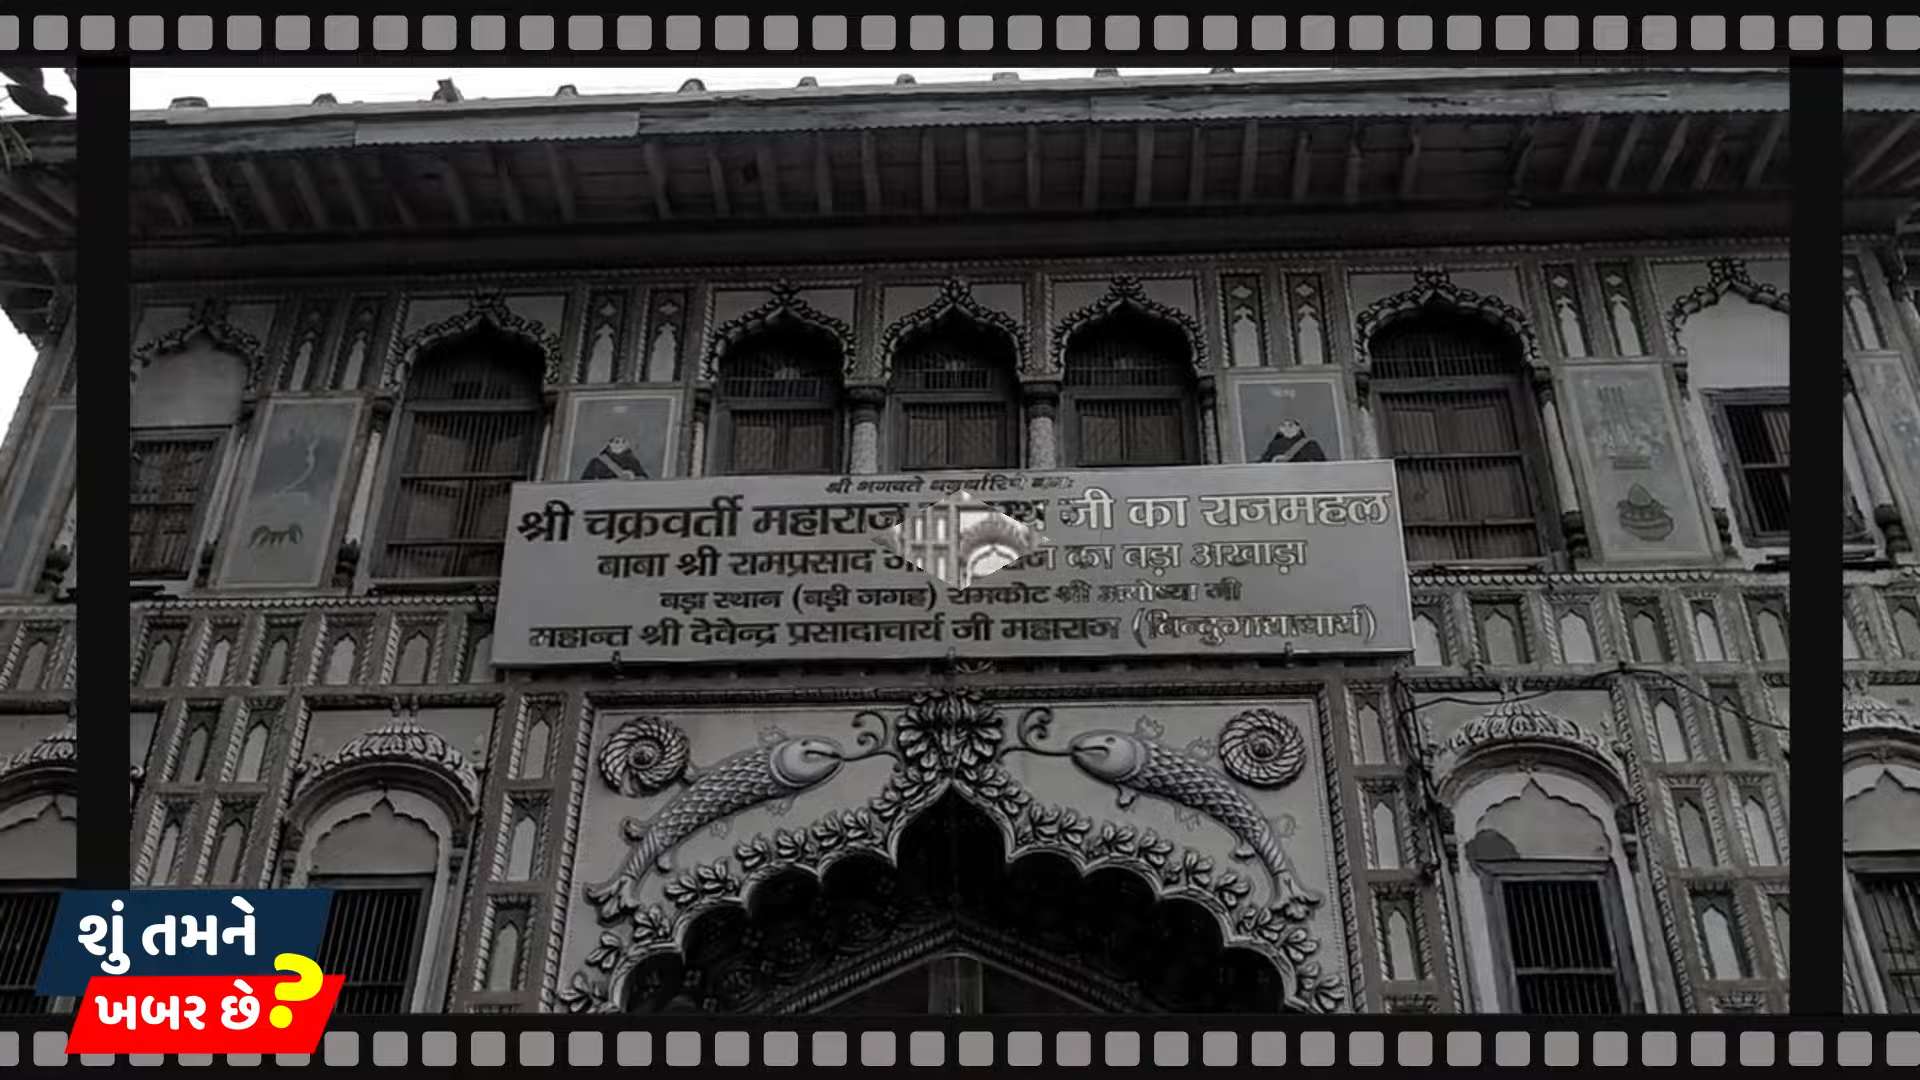 श्री चक्रवर्ती महाराज जी का राजमहल
बाबा श्री रामप्रसाद का बड़ा अखाड़ा
बड़ा स्थान (बड़ी जगह) रामकोट श्री अयोध्या जी
महान्त श्री देवेन्द्र प्रसादाचार्य जी महाराज
શું તમને
ખબર છે?